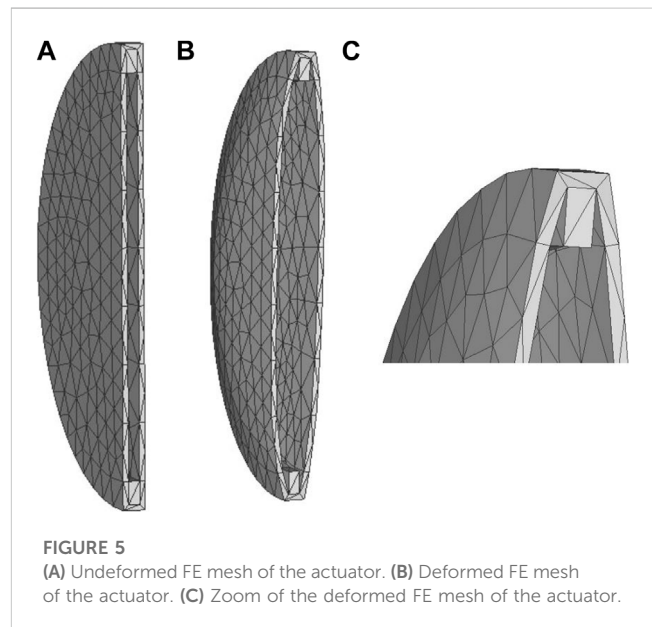 A B C
FIGURE 5
(A) Undeformed FE mesh of the actuator. (B) Deformed FE mesh
of the actuator. (C) Zoom of the deformed FE mesh of the actuator.